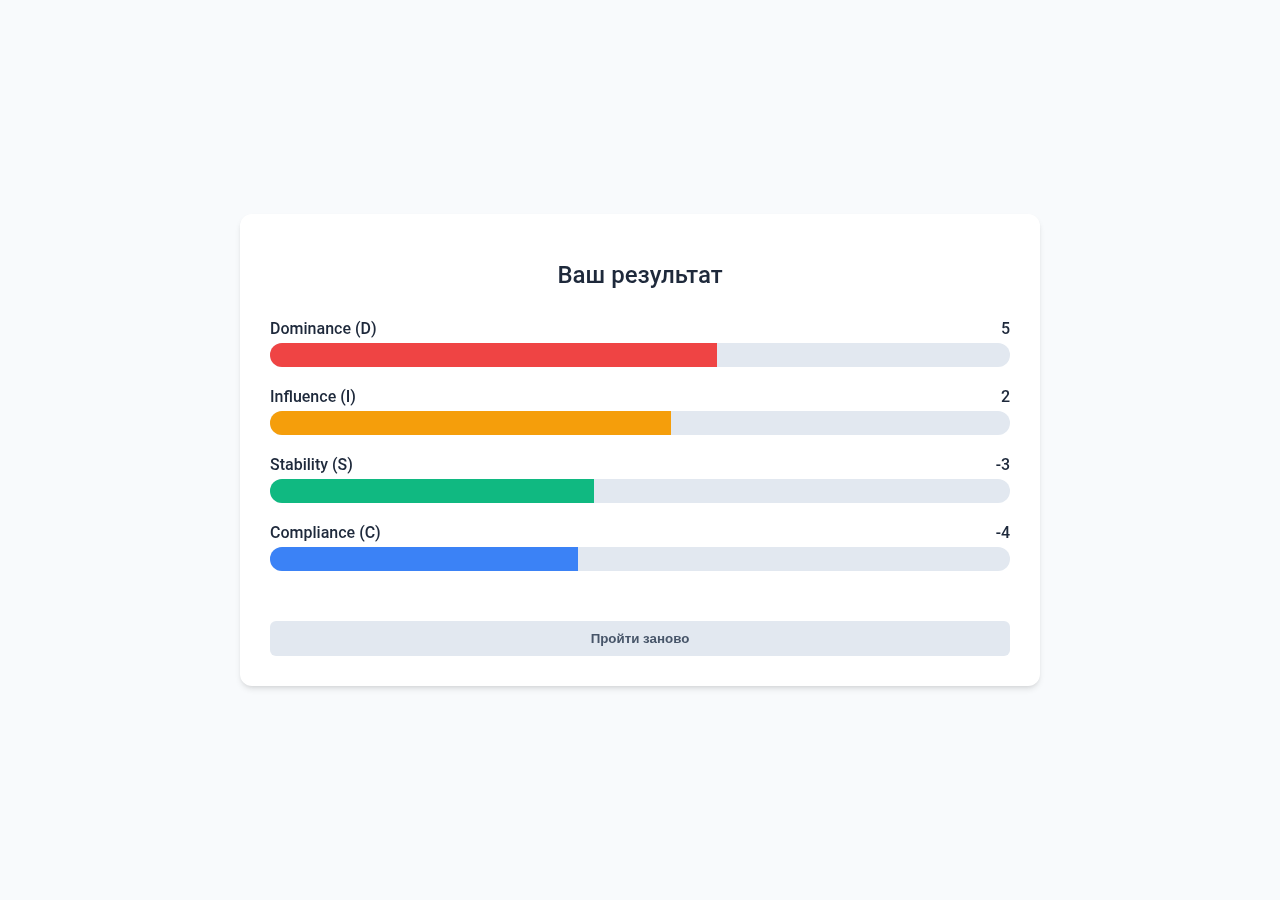 Ваш результат
Dominance (D) 5
Influence (I) 2
Stability (S) -3
Compliance (C) -4
Пройти заново